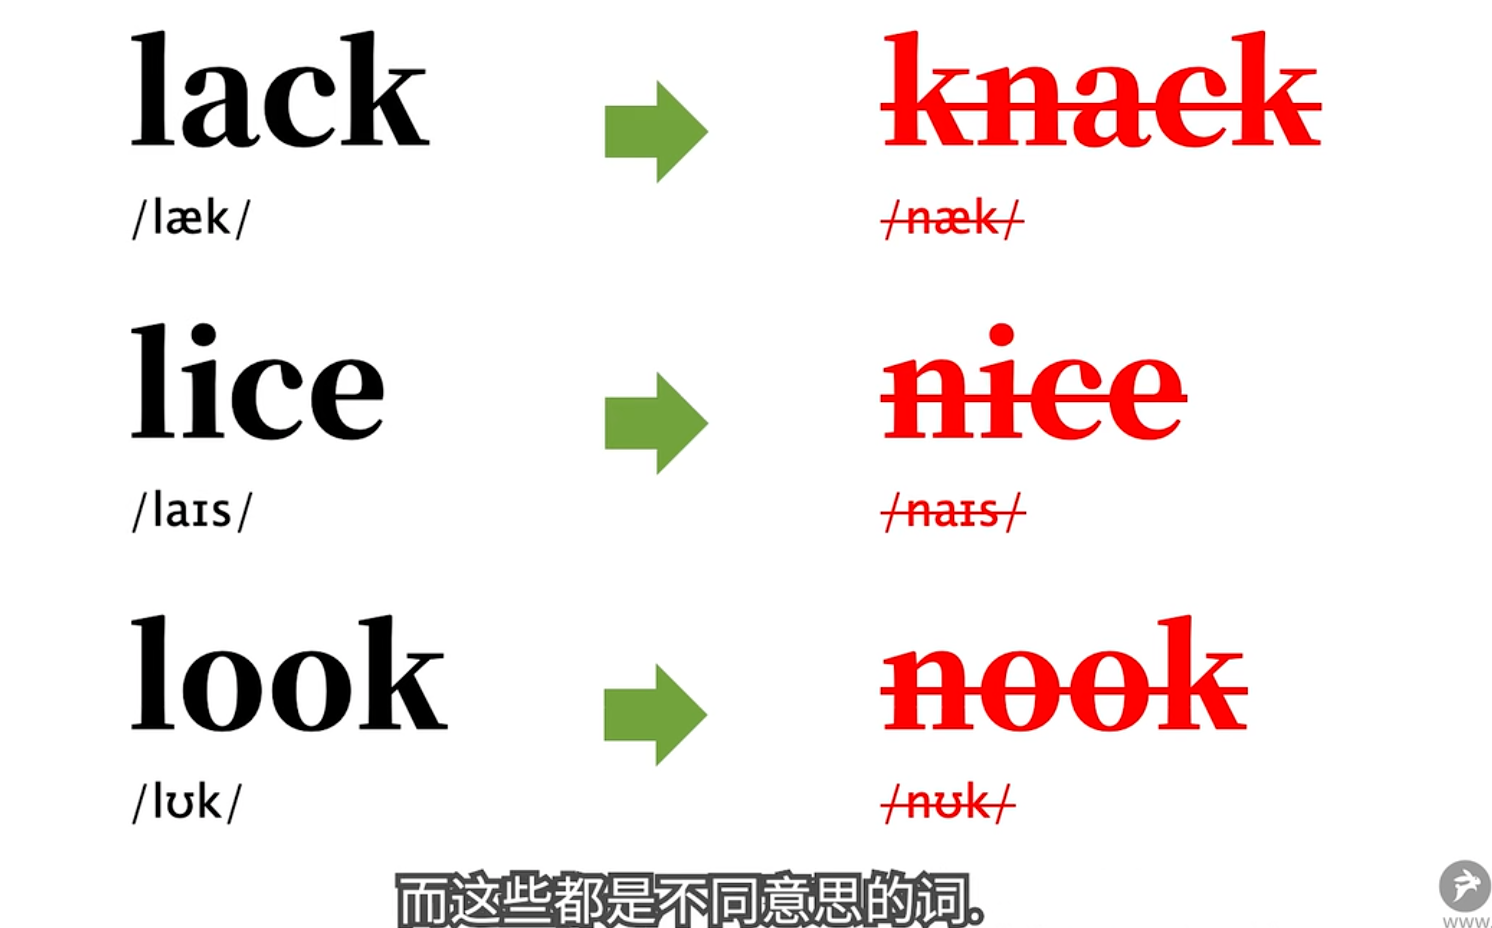 lack knack
/læk/ /næk/
lice nice
/laɪs/ /naɪs/
look nook
/lʊk/ /nʊk/
而这些都是不同意思的词.
www.